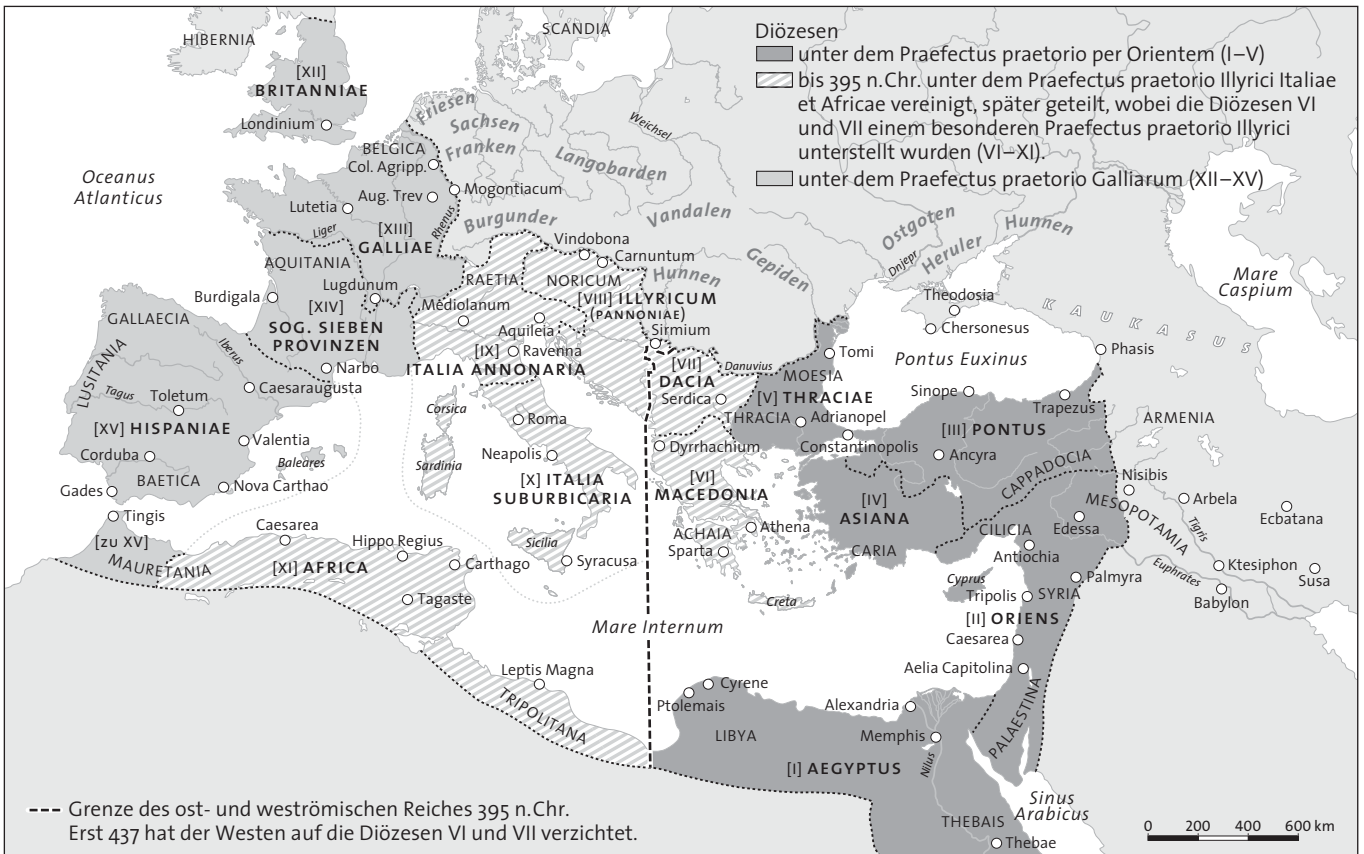 Diözesen
unter dem Praefectus praetorio per Orientem (I–V)
bis 395 n.Chr. unter dem Praefectus praetorio Illyrici Italiae
et Africae vereinigt, später geteilt, wobei die Diözesen VI
und VII einem besonderen Praefectus praetorio Illyrici
unterstellt wurden (VI–XI).
unter dem Praefectus praetorio Galliarum (XII–XV)
HIBERNIA
SCANDIA
[XII]
BRITANNIAE
Londinium
Friesen
Sachsen
Franken
Weichsel
Langobarden
BELGICA
Col. Agripp.
Oceanus
Atlanticus
Aug. Trev
Mogontiacum
Lutetia
Rhenus
Burgunder
Vandalen
Ostgoten
Hunnen
Liger
[XIII]
GALLIAE
Vindobona
Carnuntum
Gepiden
Dnjepr
Heruler
AQUITANIA
RAETIA
NORICUM
Hunnen
Mare
Caspium
Lugdunum
Burdigala
[XIV]
SOG. SIEBEN
PROVINZEN
Mediolanum
[VIII] ILLYRICUM
(PANNONIAE)
Theodosia
KAUKASUS
GALLAECIA
Aquileia
Sirmium
Chersonesus
Iberus
[IX]
Ravenna
ITALIA ANNONARIA
[VII]
DACIA
Danuvius
Tomi
Pontus Euxinus
Phasis
LUSITANIA
Narbo
MOESIA
Tagus
Toletum
Caesaraugusta
Corsica
Serdica
[V] THRACIAE
Sinope
Trapezus
Roma
THRACIA
Adrianopel
ARMENIA
[XV] HISPANIAE
Valentia
Dyrrhachium
Constantinopolis
[III] PONTUS
Corduba
Baleares
Sardinia
Neapolis
Ancyra
CAPPADOCIA
BAETICA
Nova Carthao
[X] ITALIA
SUBURBICARIA
[VI]
MACEDONIA
[IV]
ASIANA
Nisibis
Gades
MESOPOTAMIA
Arbela
Tingis
Caesarea
Ecbatana
[zu XV]
Hippo Regius
Sicilia
ACHAIA
Athena
CILICIA
Edessa
Tigris
MAURETANIA
[XI] AFRICA
Carthago
Syracusa
Sparta
CARIA
Antiochia
Cyprus
Palmyra
Euphrates
Ktesiphon
Susa
Tagaste
Creta
Tripolis
SYRIA
Babylon
Mare Internum
[II] ORIENS
Caesarea
Leptis Magna
Aelia Capitolina
TRIPOLITANA
Cyrene
Ptolemais
Alexandria
PALAESTINA
LIBYA
Memphis
[I] AEGYPTUS
Nilus
Sinus
Arabicus
THEBAIS
Thebae
Grenze des ost- und weströmischen Reiches 395 n.Chr.
Erst 437 hat der Westen auf die Diözesen VI und VII verzichtet.
0 200 400 600 km